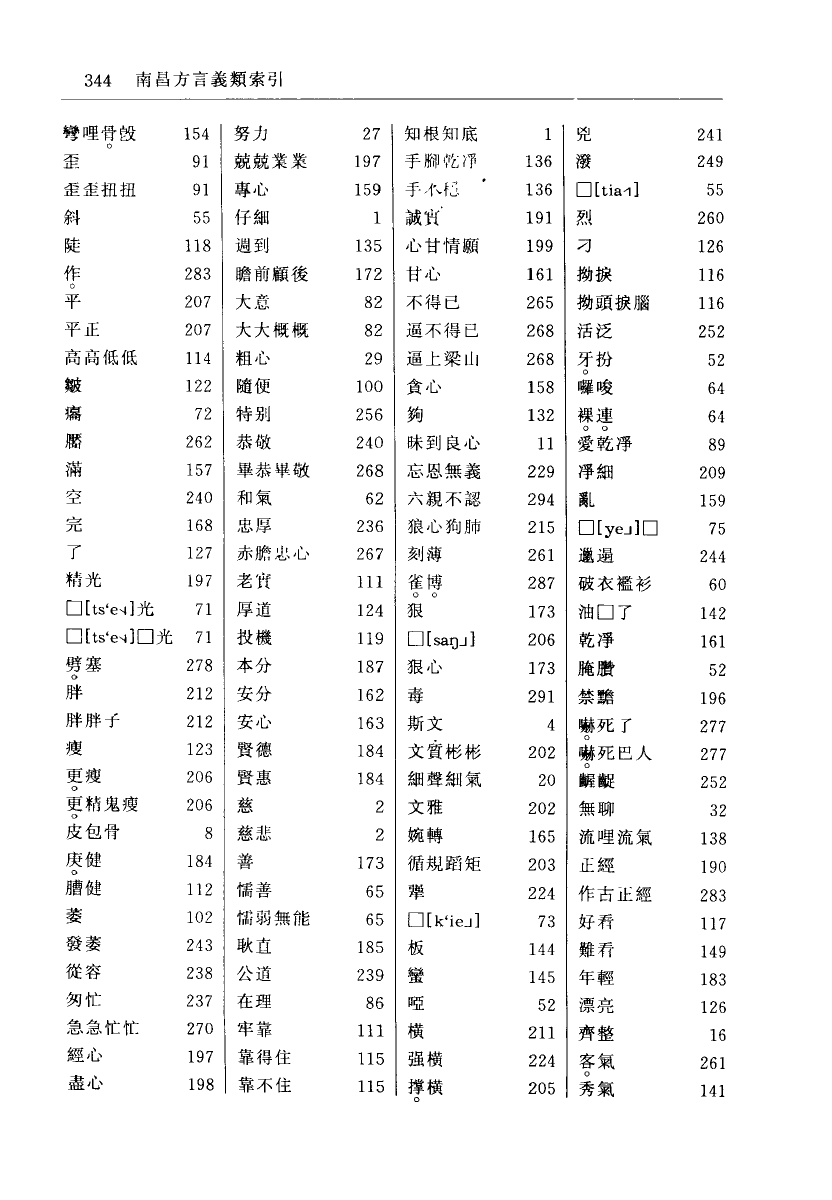 344 南昌方言義類索引
彎哩骨殼 154
歪 91
歪歪扭扭 91
斜 55
陡 118
作 283
平 207
平正 207
高高低低 114
皺 122
72
262
滿 157
空 240
完 168
了 127
精光 197
□[ts‘e˧]光 71
□[ts‘e˧]□光 71
劈塞 278
胖 212
胖胖子 212
瘦 123
更瘦 206
更精鬼瘦 206
皮包骨 8
庚健 184
膻健 112
萎 102
發萎 243
從容 238
匆忙 237
急急忙忙 270
經心 197
盡心 198
努力 27
兢兢業業 197
專心 159
仔細 1
週到 135
瞻前顧後 172
大意 82
大大概概 82
粗心 29
隨便 100
特别 256
恭敬 240
畢恭畢敬 268
和氣 62
忠厚 236
赤膽忠心 267
老實 111
厚道 124
投機 119
本分 187
安分 162
安心 163
賢德 184
賢惠 184
慈 2
慈悲 2
善 173
懦善 65
懦弱無能 65
耿直 185
公道 239
在理 86
牢靠 111
靠得住 115
靠不住 115
知根知底 1
手腳乾淨 136
手不穩 136
誠實 191
心甘情願 199
甘心 161
不得已 265
逼不得已 268
逼上梁山 268
貪心 158
夠 132
昧到良心 11
忘恩無義 229
六親不認 294
狼心狗肺 215
刻薄 261
雀博 287
狠 173
□[saŋ˩] 206
狠心 173
毒 291
斯文 4
文質彬彬 202
細聲細氣 20
文雅 202
婉轉 165
循規蹈矩 203
犟 224
□[k‘ie˩] 73
板 144
蠻 145
啞 52
橫 211
强橫 224
撑橫 205
兇 241
潑 249
□[tia˧] 55
烈 260
刁 126
拗捩 116
拗頭捩腦 116
活泛 252
牙扮 52
囉唆 64
裸連 64
愛乾淨 89
淨細 209
亂 159
□[ye˩]□ 75
邋遢 244
破衣襤衫 60
油□了 142
乾淨 161
腌臢 52
禁黵 196
嚇死了 277
嚇死巴人 277
齷齪 252
無聊 32
流哩流氣 138
正經 190
作古正經 283
好看 117
難看 149
年輕 183
漂亮 126
齊整 16
客氣 261
秀氣 141